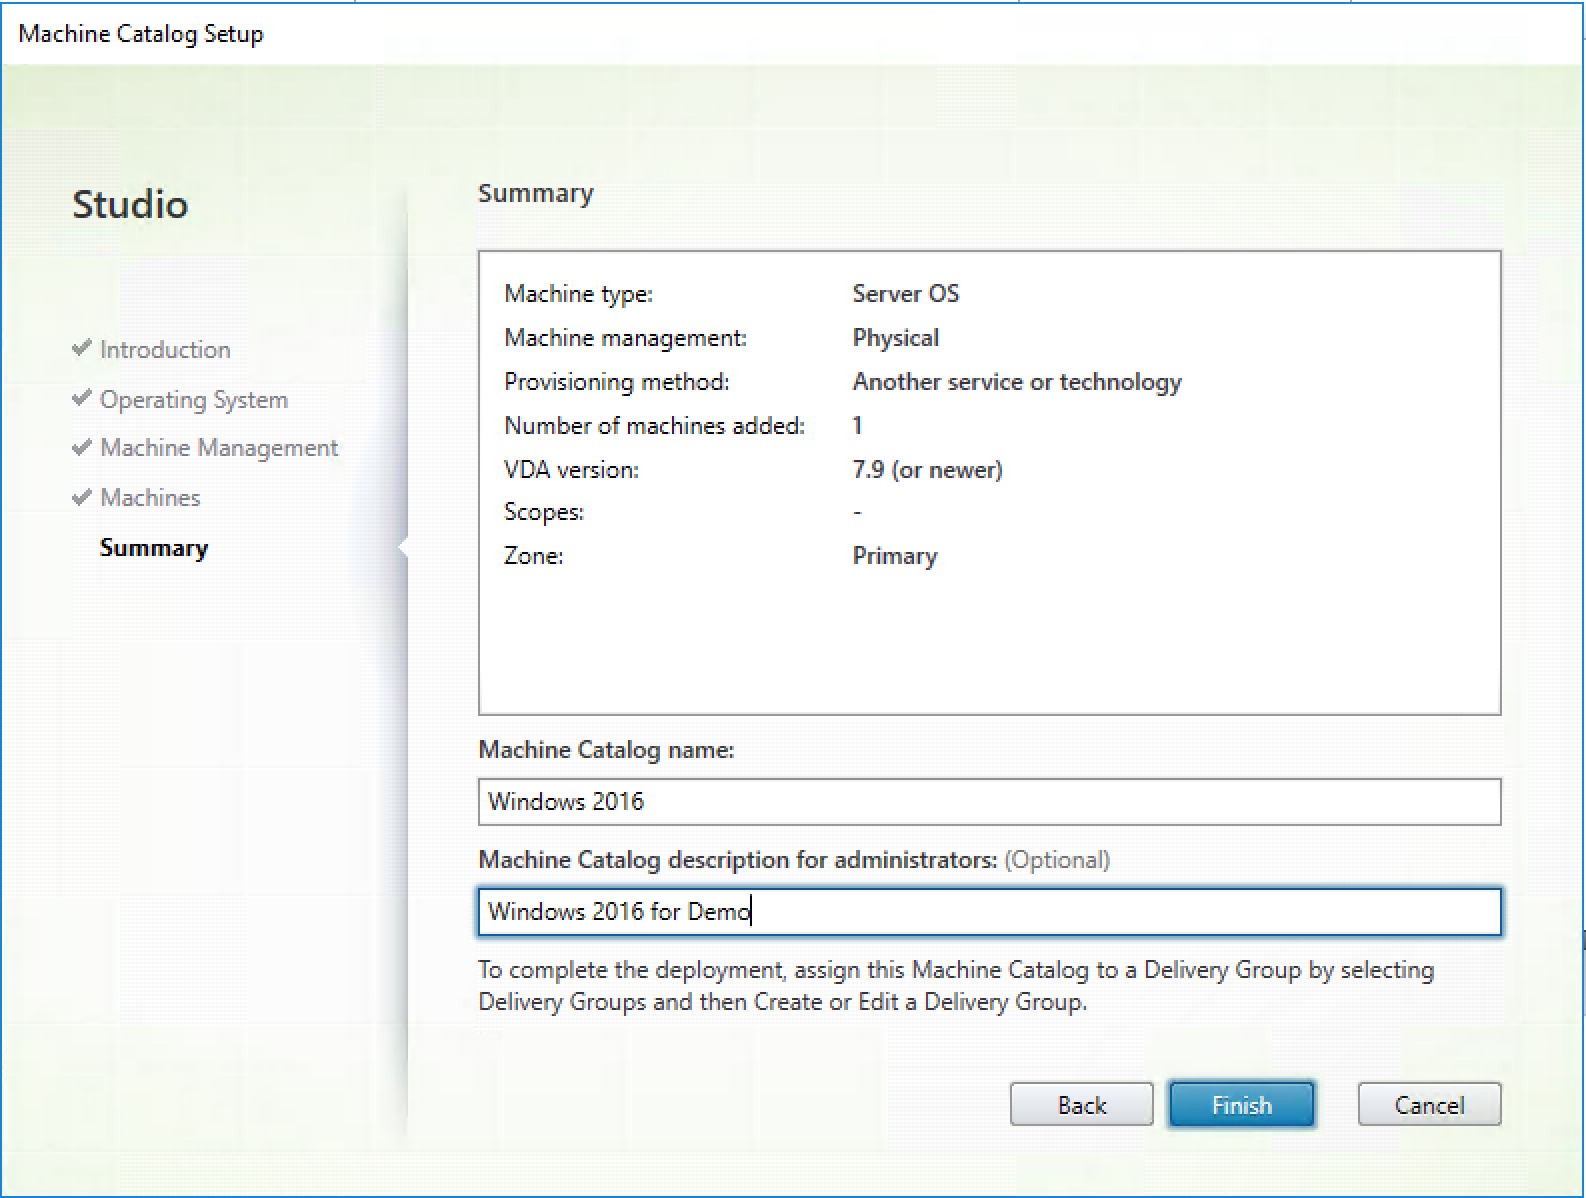 Machine Catalog Setup
Studio
Introduction
Operating System
Machine Management
Machines
Summary
Summary
Machine type: Server OS
Machine management: Physical
Provisioning method: Another service or technology
Number of machines added: 1
VDA version: 7.9 (or newer)
Scopes: -
Zone: Primary
Machine Catalog name:
Windows 2016
Machine Catalog description for administrators: (Optional)
Windows 2016 for Demo
To complete the deployment, assign this Machine Catalog to a Delivery Group by selecting
Delivery Groups and then Create or Edit a Delivery Group.
Back Finish Cancel